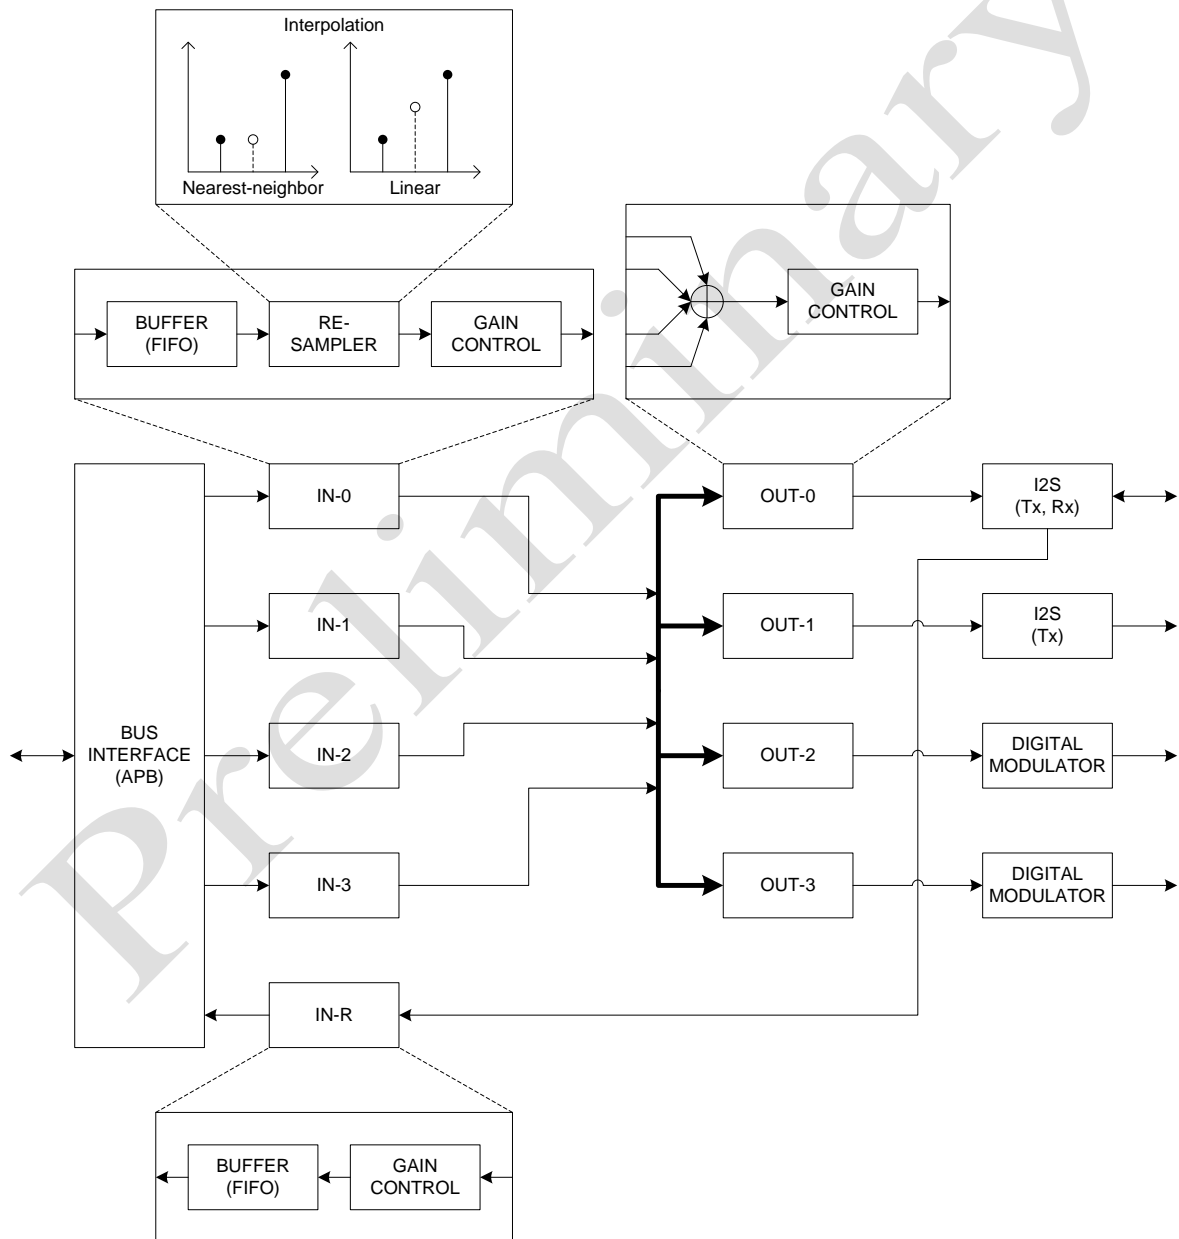 Interpolation
Nearest-neighbor
Linear
BUFFER
(FIFO)
RE-
SAMPLER
GAIN
CONTROL
GAIN
CONTROL
IN-0
OUT-0
I2S
(Tx, Rx)
IN-1
OUT-1
I2S
(Tx)
BUS
INTERFACE
(APB)
IN-2
OUT-2
DIGITAL
MODULATOR
IN-3
OUT-3
DIGITAL
MODULATOR
IN-R
BUFFER
(FIFO)
GAIN
CONTROL
Preliminary